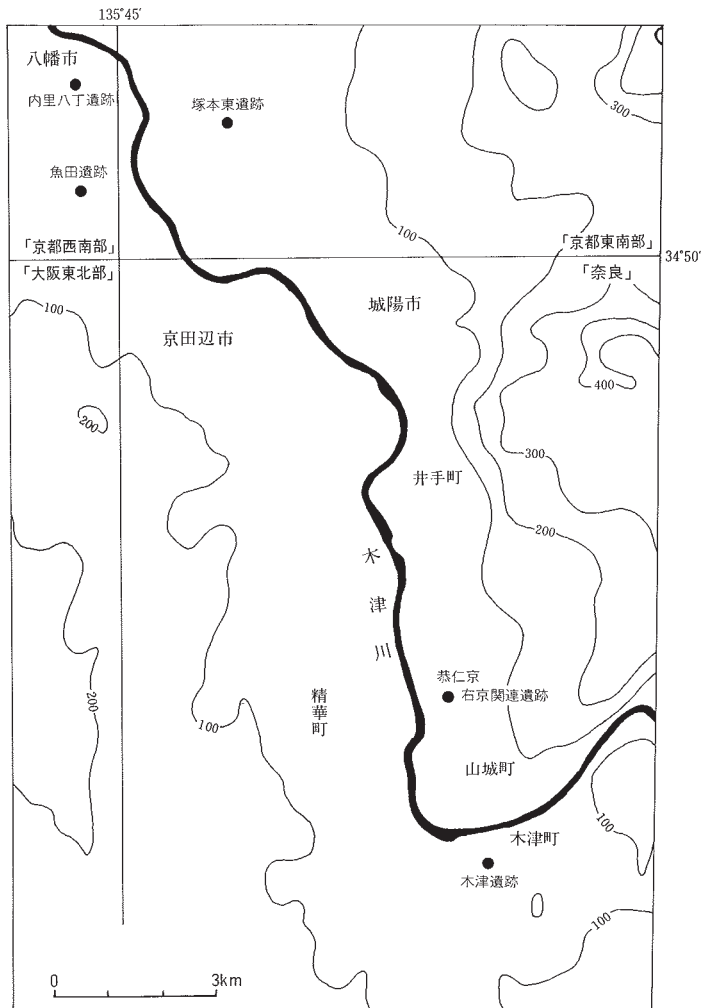 135°45′
八幡市
内里八丁遺跡
塚本東遺跡
300
魚田遺跡
100
「京都西南部」
「京都東南部」
34°50′
「大阪東北部」
「奈良」
100
城陽市
京田辺市
400
200
300
井手町
200
木津川
恭仁京
右京関連遺跡
精華町
200
100
山城町
100
木津町
木津遺跡
100
0
3km